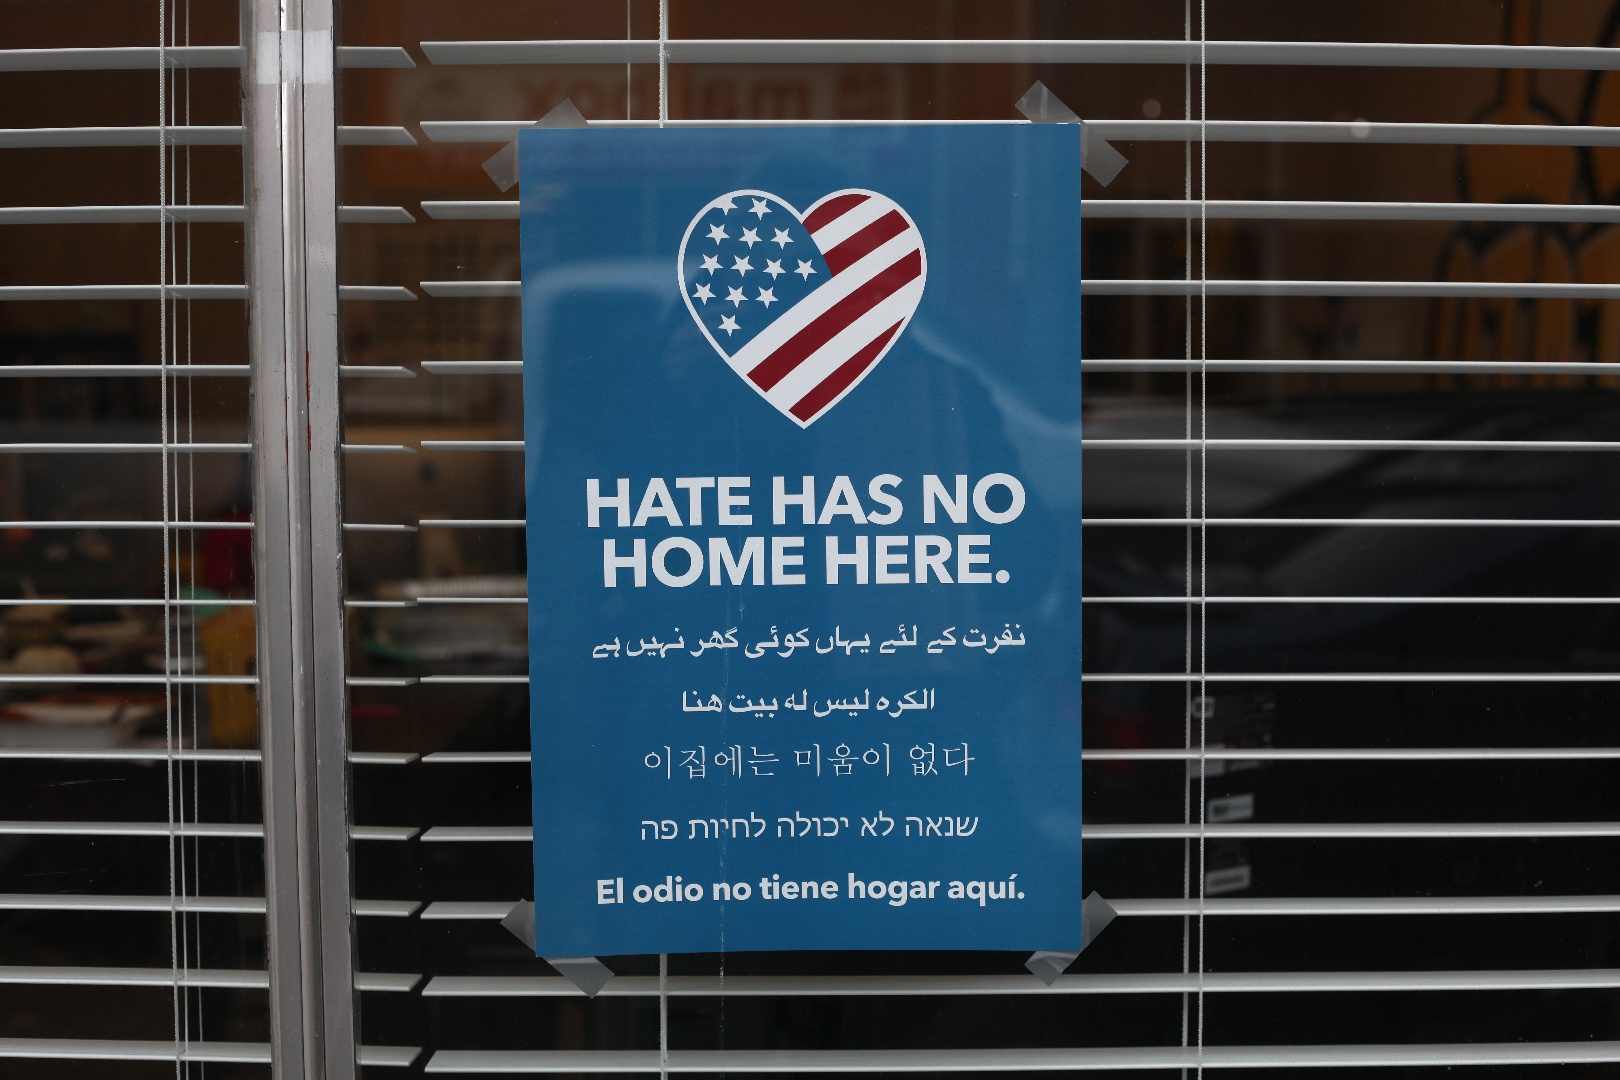 mailbox
HATE HAS NO
HOME HERE.
نفرت کے لئے یہاں کوئی گھر نہیں ہے
الكره ليس له بيت هنا
이집에는 미움이 없다
שנאה לא יכולה לחיות פה
El odio no tiene hogar aquí.